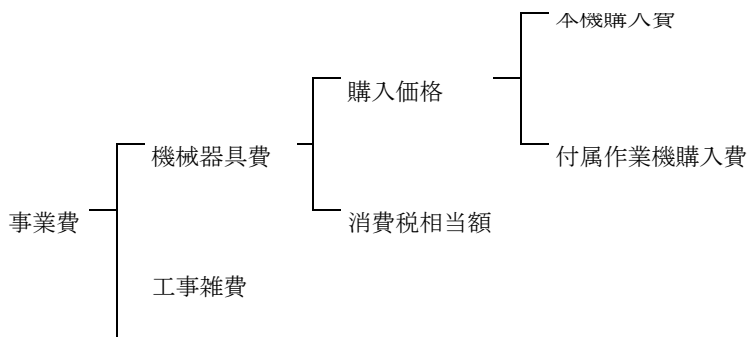 本機購入費
購入価格
機械器具費
付属作業機購入費
事業費
消費税相当額
工事雑費